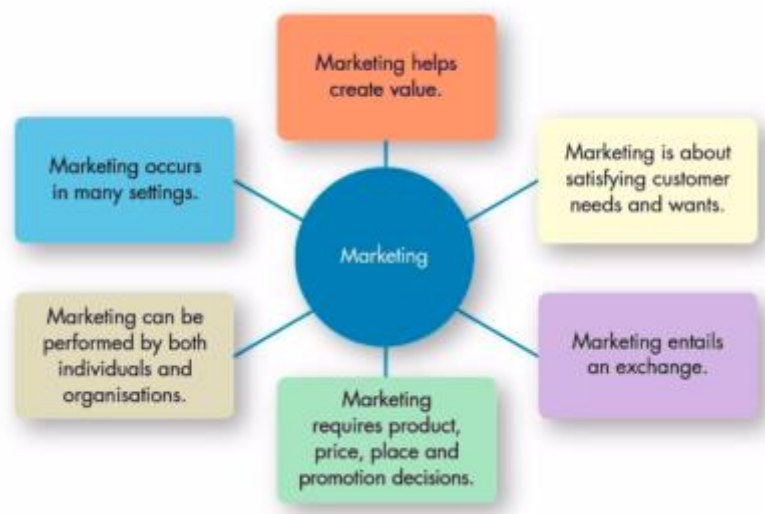 Marketing helps
create value.
Marketing occurs
in many settings.
Marketing is about
satisfying customer
needs and wants.
Marketing
Marketing can be
performed by both
individuals and
organisations.
Marketing entails
an exchange.
Marketing
requires product,
price, place and
promotion decisions.